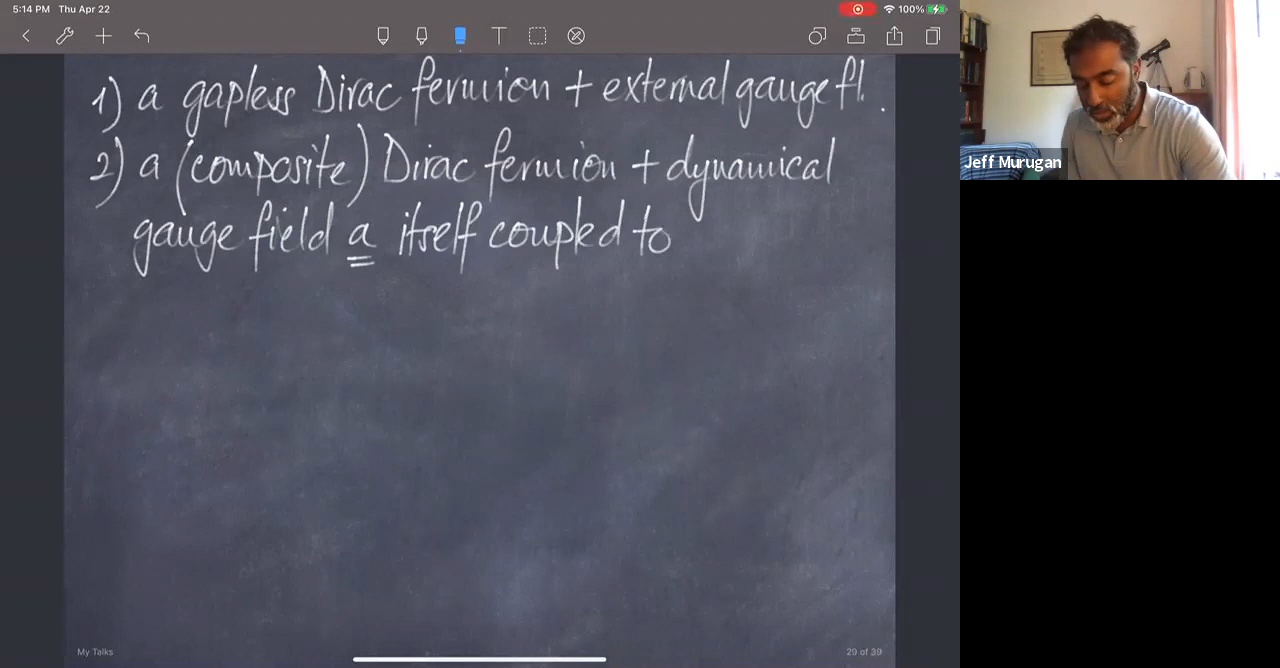 5:14 PM Thu Apr 22
100%
1) a gapless Dirac fermion + external gauge fl.
2) a (composite) Dirac fermion + dynamical
gauge field a itself coupled to
Jeff Murugan
My Talks
29 of 39